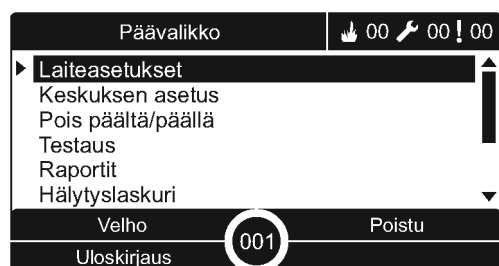 Päävalikko 00 00 00
Laiteasetukset
Keskuksen asetus
Pois päältä/päällä
Testaus
Raportit
Hälytyslaskuri
Velho 001 Poistu
Uloskirjaus